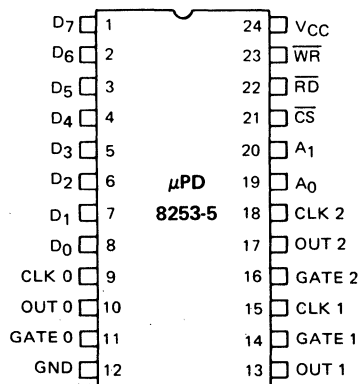 D7 1 24 VCC
D6 2 23 WR
D5 3 22 RD
D4 4 21 CS
D3 5 20 A1
D2 6 µPD 19 A0
D1 7 8253-5 18 CLK 2
D0 8 17 OUT 2
CLK 0 9 16 GATE 2
OUT 0 10 15 CLK 1
GATE 0 11 14 GATE 1
GND 12 13 OUT 1